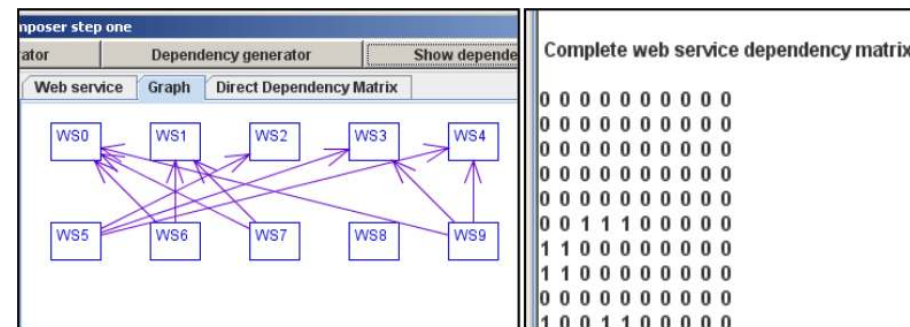 nposer step one
ator Dependency generator Show depende
Web service Graph Direct Dependency Matrix
WS0 WS1 WS2 WS3 WS4
WS5 WS6 WS7 WS8 WS9
Complete web service dependency matrix
0 0 0 0 0 0 0 0 0 0
0 0 0 0 0 0 0 0 0 0
0 0 0 0 0 0 0 0 0 0
0 0 0 0 0 0 0 0 0 0
0 0 0 0 0 0 0 0 0 0
0 0 1 1 1 0 0 0 0 0
1 1 0 0 0 0 0 0 0 0
1 1 0 0 0 0 0 0 0 0
0 0 0 0 0 0 0 0 0 0
1 0 0 1 1 0 0 0 0 0